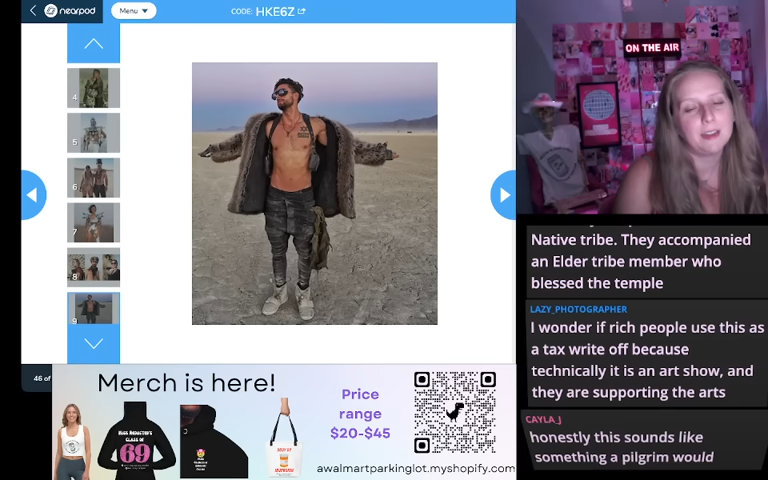 nearpod
Menu
CODE: HKE6Z
4
5
6
7
8
9
46 of
ON THE AIR
Native tribe. They accompanied
an Elder tribe member who
blessed the temple
LAZY_PHOTOGRAPHER
I wonder if rich people use this as
a tax write off because
technically it is an art show, and
they are supporting the arts
CAYLA_J
honestly this sounds like
something a pilgrim would
Merch is here!
Price
range
$20-$45
CLASS OF
69
awalmartparkinglot.myshopify.com